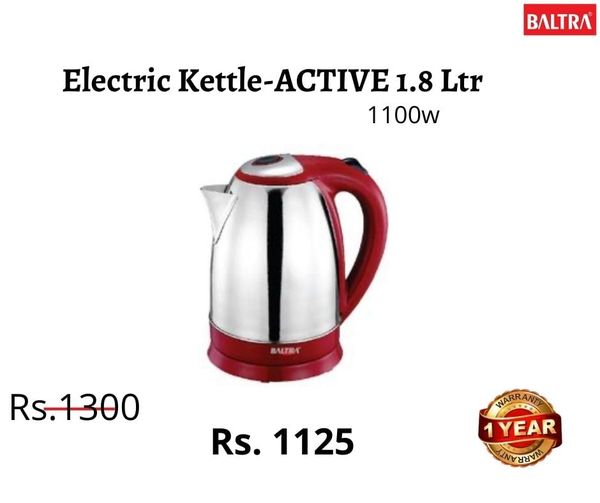 BALTRA
Electric Kettle-ACTIVE 1.8 Ltr
1100w
BALTRA
Rs.1300
Rs. 1125
WARRANTY
1 YEAR
WARRANTY